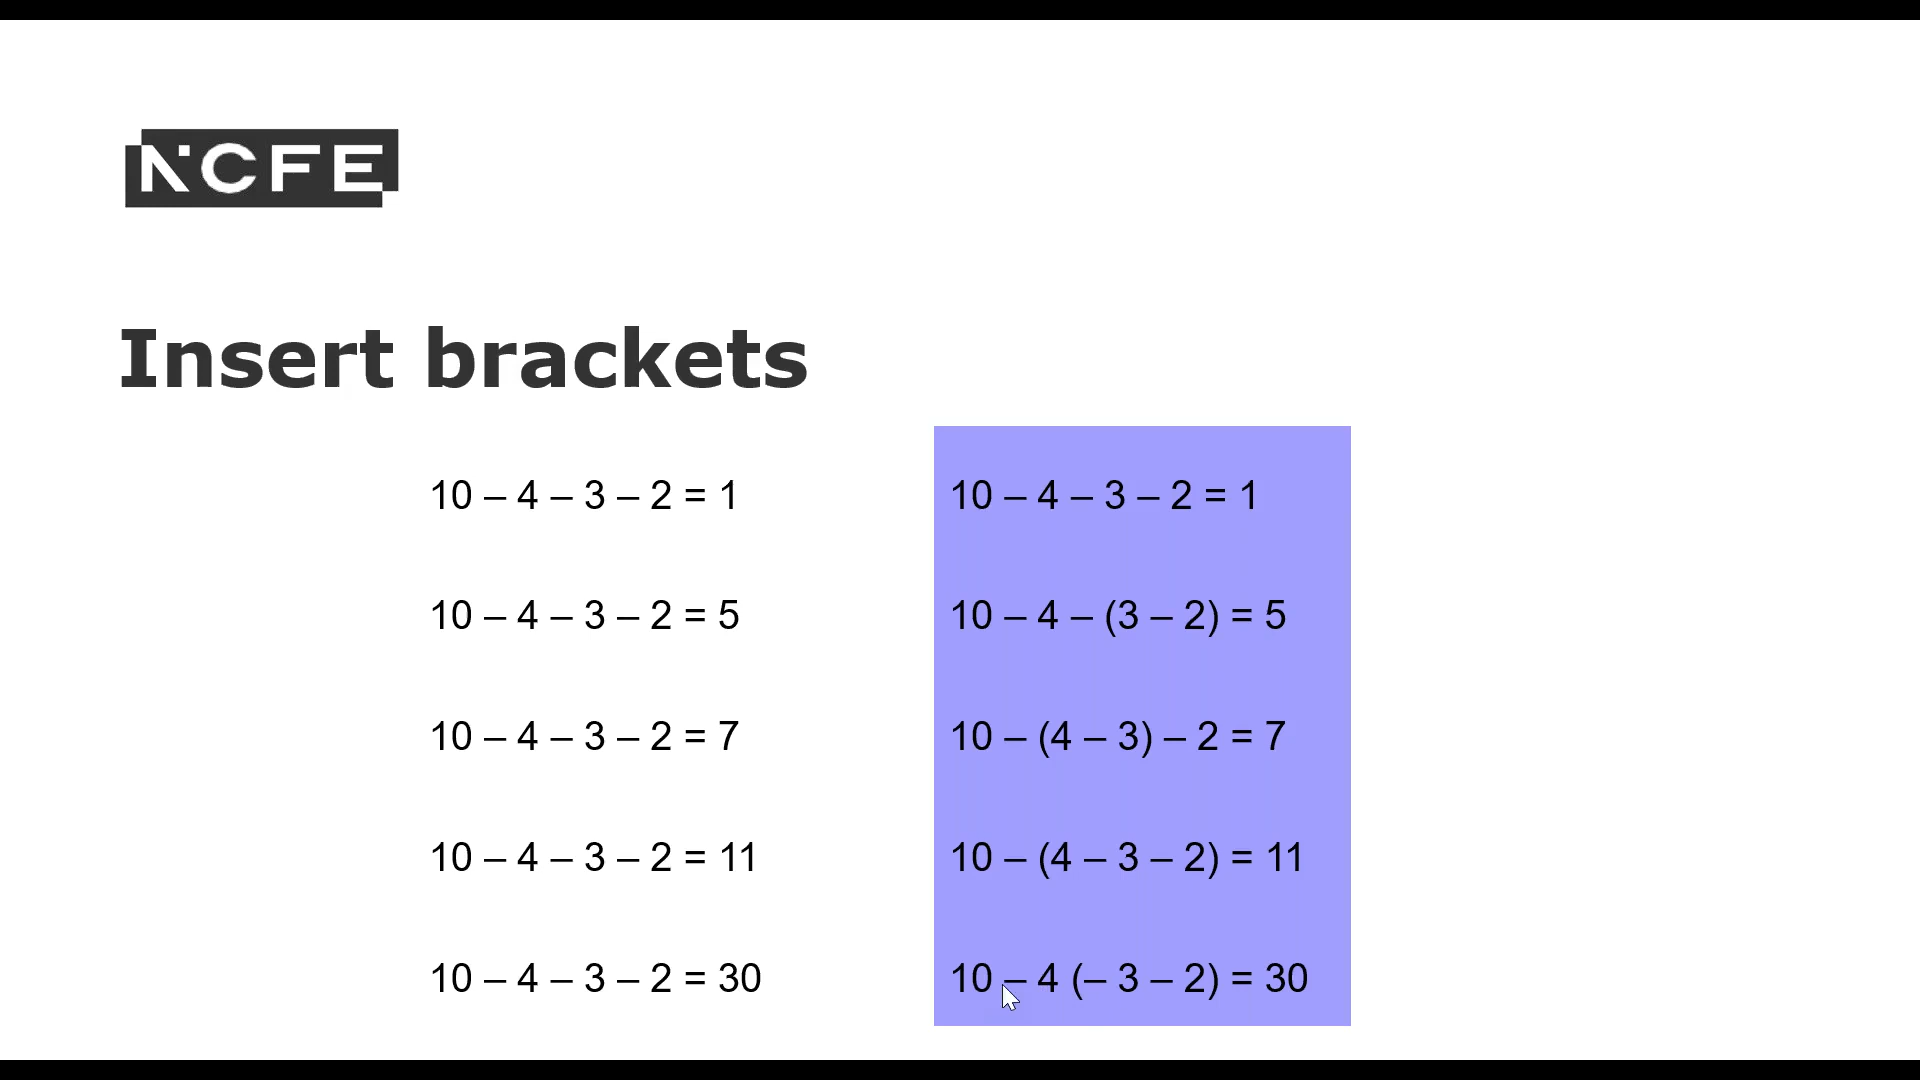 NCFE
Insert brackets
10 – 4 – 3 – 2 = 1
10 – 4 – 3 – 2 = 5
10 – 4 – 3 – 2 = 7
10 – 4 – 3 – 2 = 11
10 – 4 – 3 – 2 = 30
10 – 4 – 3 – 2 = 1
10 – 4 – (3 – 2) = 5
10 – (4 – 3) – 2 = 7
10 – (4 – 3 – 2) = 11
10 – 4 (– 3 – 2) = 30